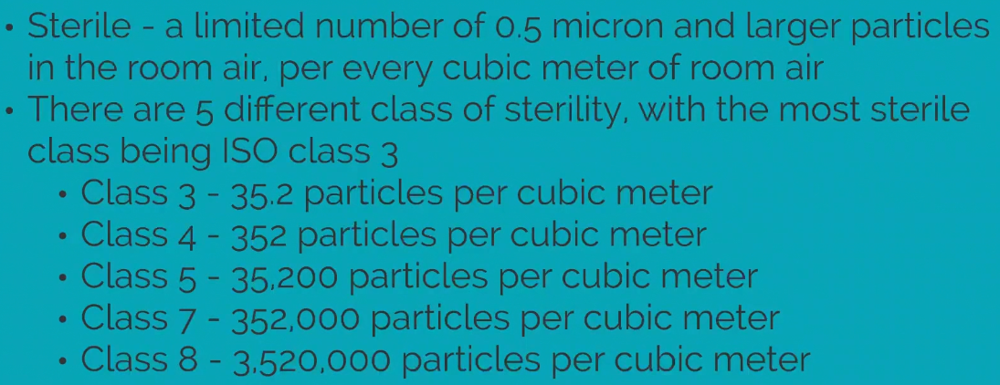 • Sterile - a limited number of 0.5 micron and larger particles
in the room air, per every cubic meter of room air
• There are 5 different class of sterility, with the most sterile
class being ISO class 3
• Class 3 - 35.2 particles per cubic meter
• Class 4 - 352 particles per cubic meter
• Class 5 - 35,200 particles per cubic meter
• Class 7 - 352,000 particles per cubic meter
• Class 8 - 3,520,000 particles per cubic meter